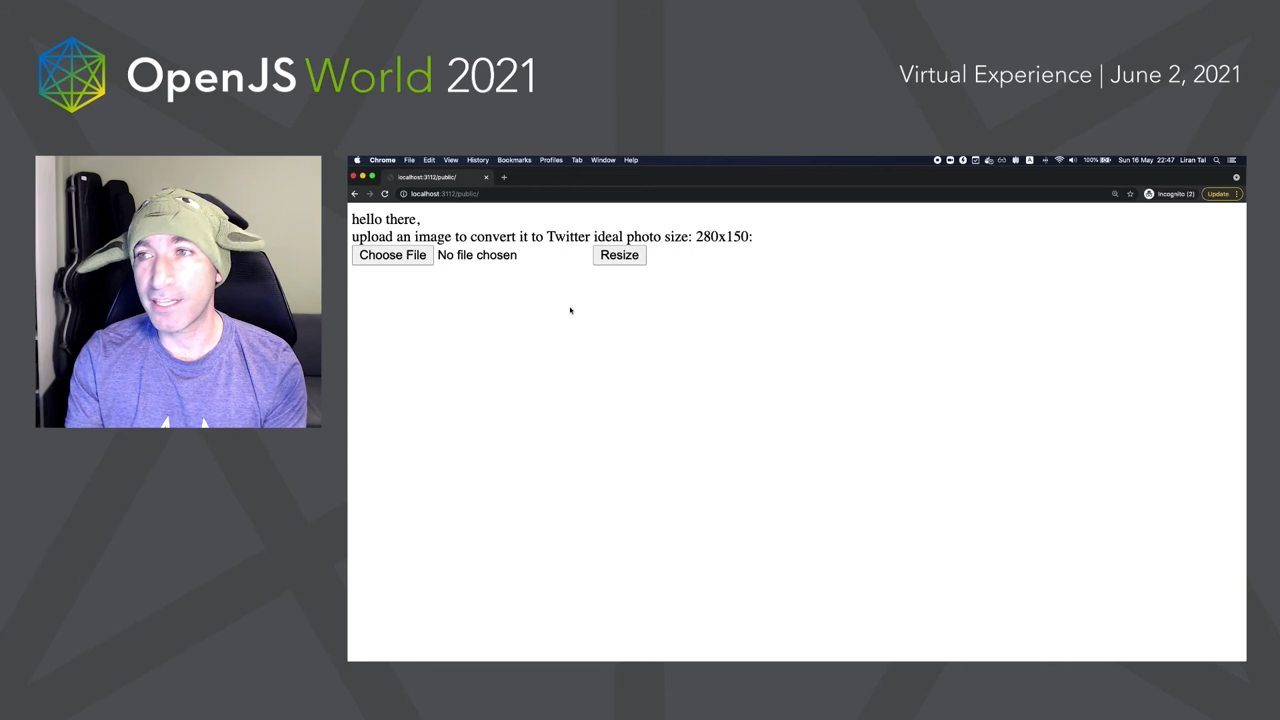 OpenJS World 2021
Virtual Experience | June 2, 2021
Chrome File Edit View History Bookmarks Profiles Tab Window Help
100% Sun 16 May 22:47 Liran Tal
localhost:3112/public/
localhost:3112/public/
Incognito (2) Update
hello there,
upload an image to convert it to Twitter ideal photo size: 280x150:
Choose File No file chosen Resize